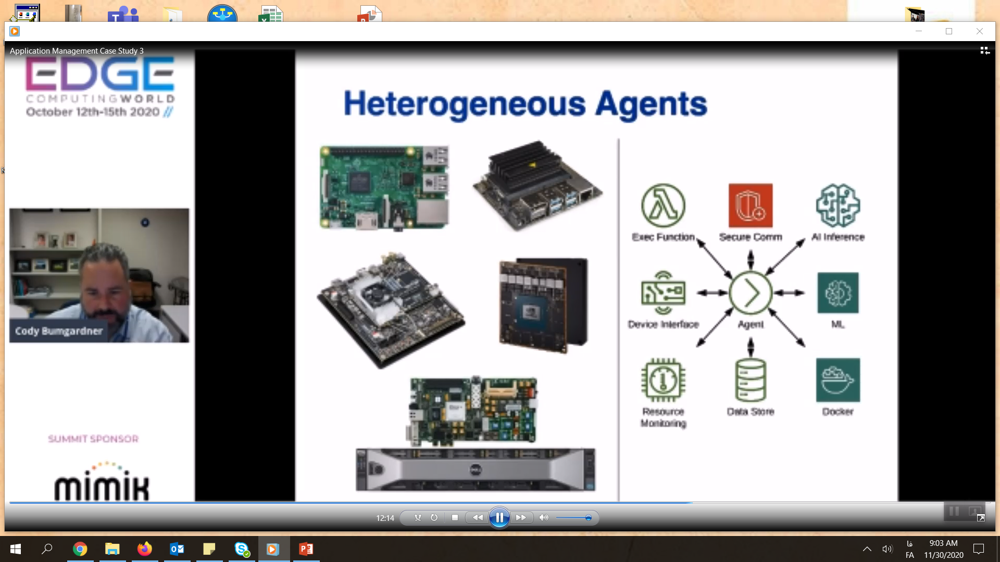 Application Management Case Study 3
EDGE
COMPUTINGWORLD
October 12th-15th 2020 //
Heterogeneous Agents
Exec Function
Secure Comm
AI Inference
Device Interface
Agent
ML
Resource
Monitoring
Data Store
Docker
Cody Bumgardner
SUMMIT SPONSOR
mimik
DELL
12:14
فا
FA
9:03 AM
11/30/2020